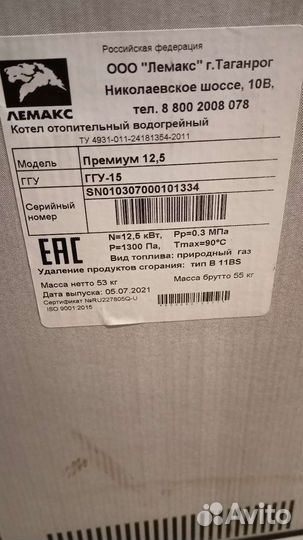 Российская федерация
ООО "Лемакс" г.Таганрог
Николаевское шоссе, 10В,
тел. 8 800 2008 078
ЛЕМАКС
Котел отопительный водогрейный
ТУ 4931-011-24181354-2011
Модель Премиум 12,5
ГГУ ГГУ-15
Серийный номер SN010307000101334
EAC
N=12,5 кВт, Pp=0.3 МПа
P=1300 Па, Tmax=90°C
Вид топлива: природный газ
Удаление продуктов сгорания: тип В 11BS
Масса нетто 53 кг Масса брутто 55 кг
Дата выпуска 05.07.2021
Сертификат №RU227805Q-U
ISO 9001:2015
Avito